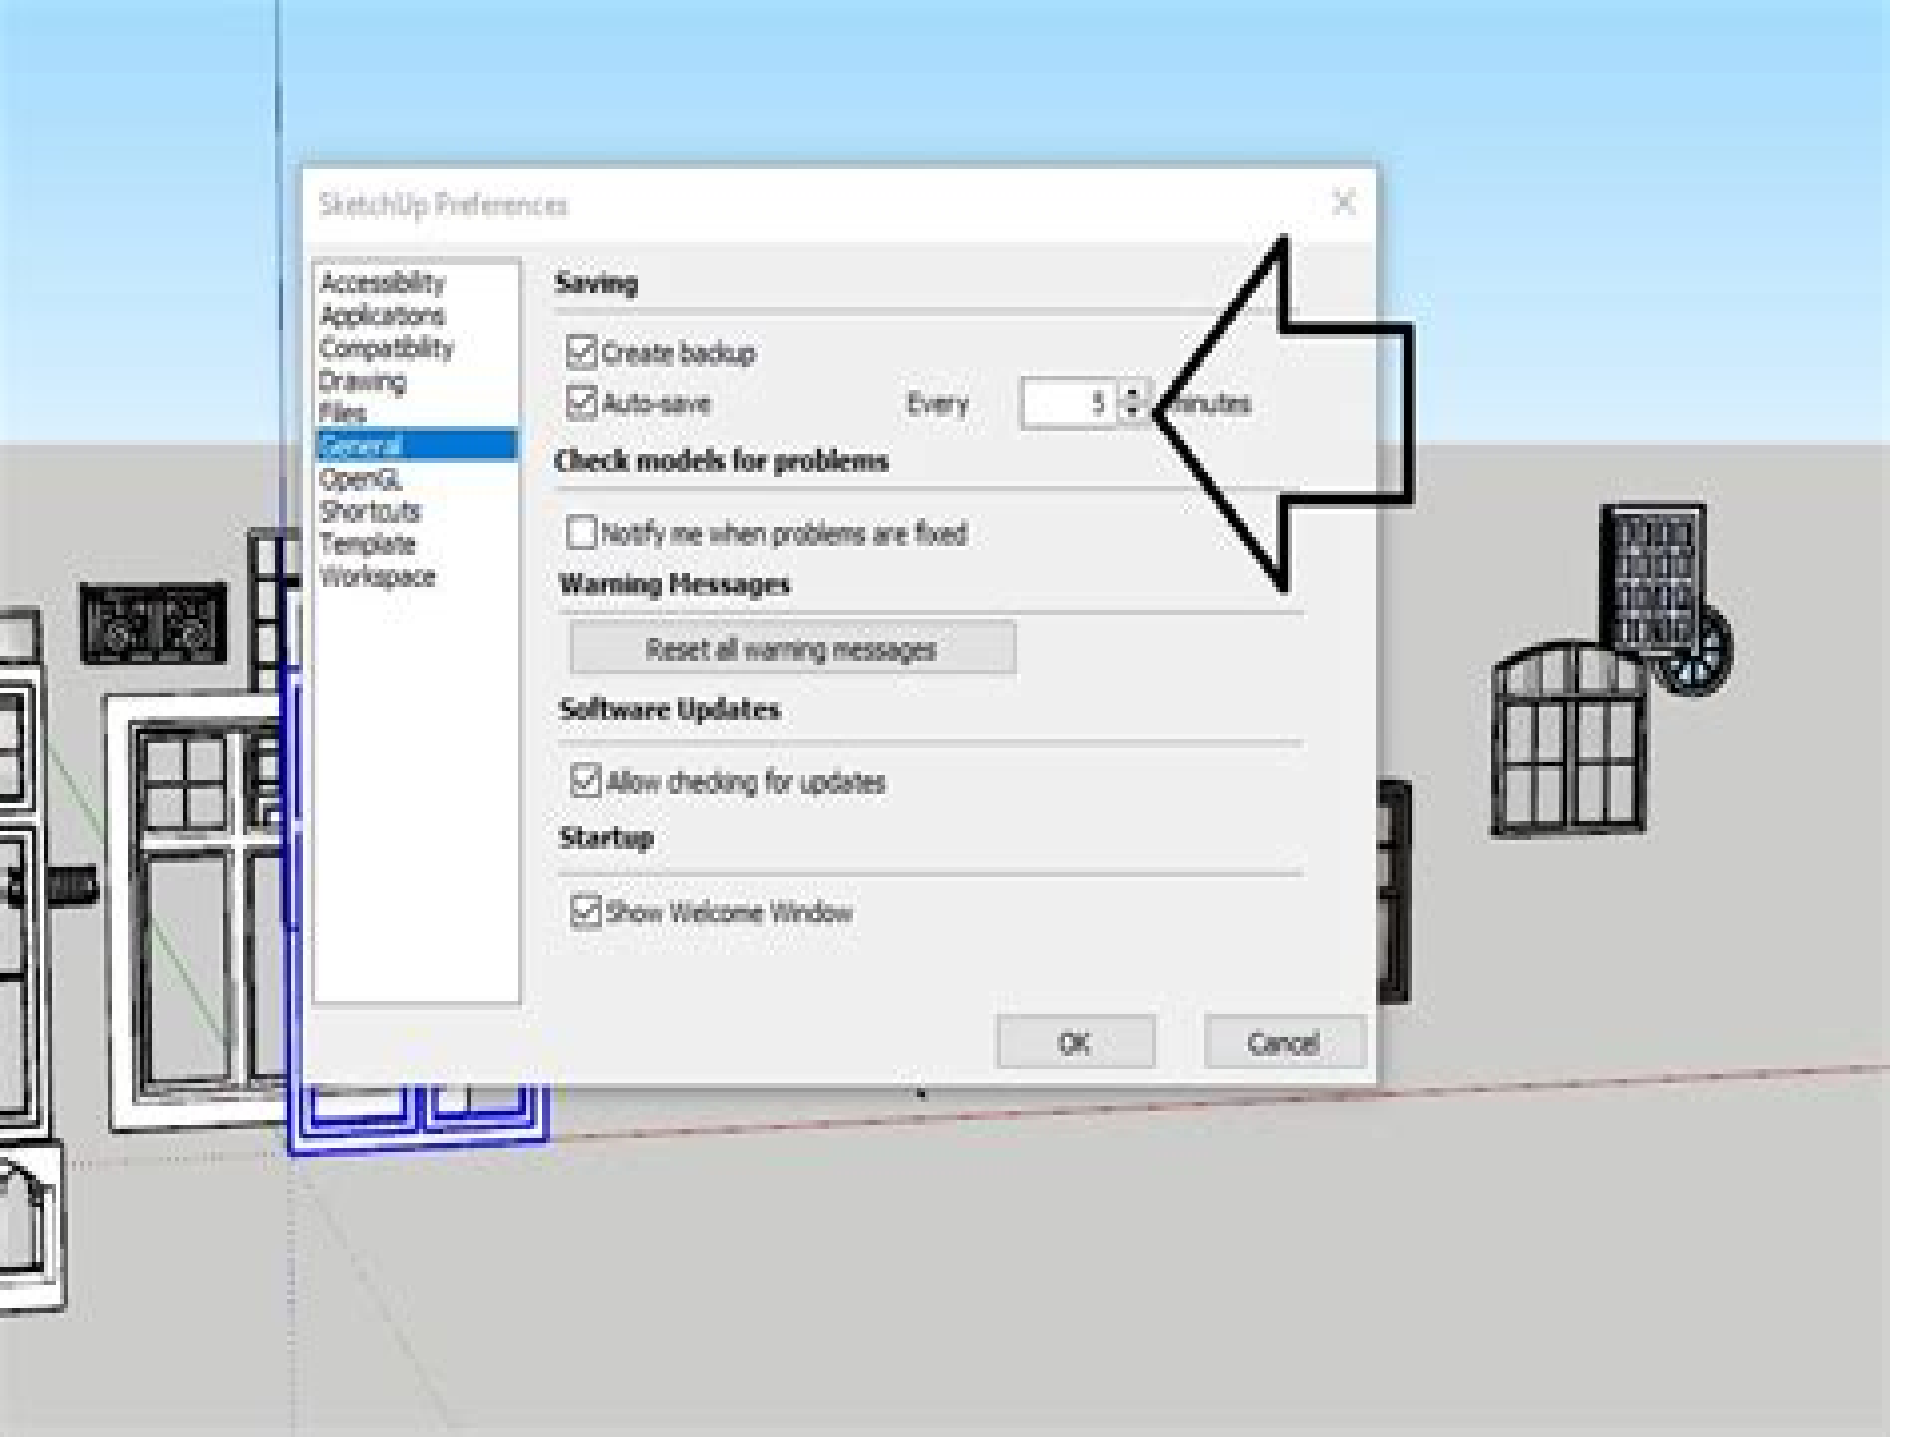 SketchUp Preferences
Accessibility
Applications
Compatibility
Drawing
Files
General
OpenGL
Shortcuts
Template
Workspace
Saving
Create backup
Auto-save Every 5
Check models for problems
Notify me when problems are fixed
Warning Messages
Reset all warning messages
Software Updates
Allow checking for updates
Startup
Show Welcome Window
OK Cancel